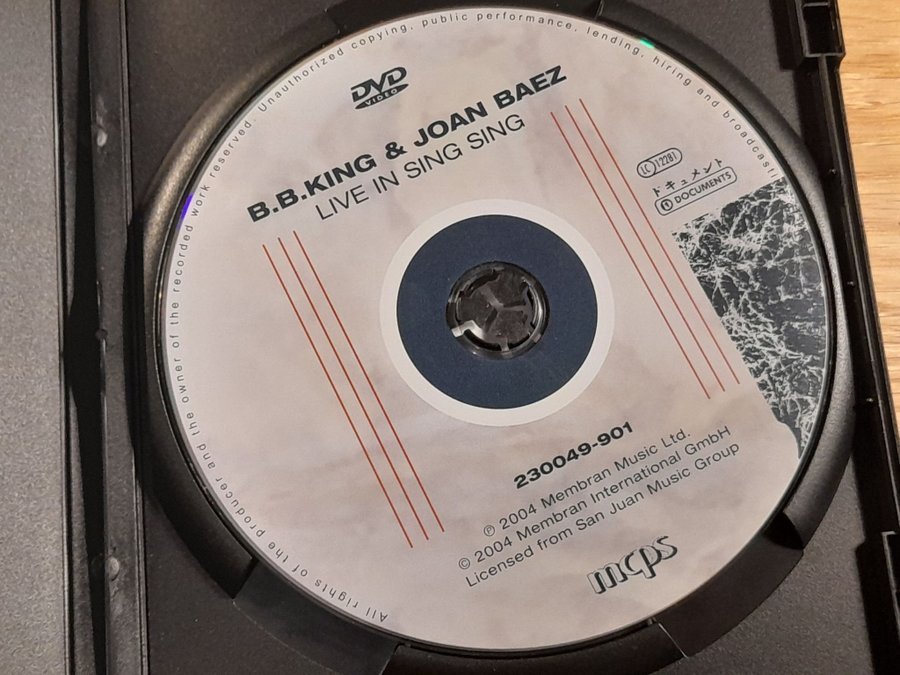 All rights of the producer and the owner of the recorded work reserved. Unauthorized copying, public performance, lending, hiring and broadcasti
DVD
VIDEO
B.B.KING & JOAN BAEZ
LIVE IN SING SING
LC 12281
ドキュメント
DOCUMENTS
230049-901
℗ 2004 Membran Music Ltd.
© 2004 Membran International GmbH
Licensed from San Juan Music Group
mcps